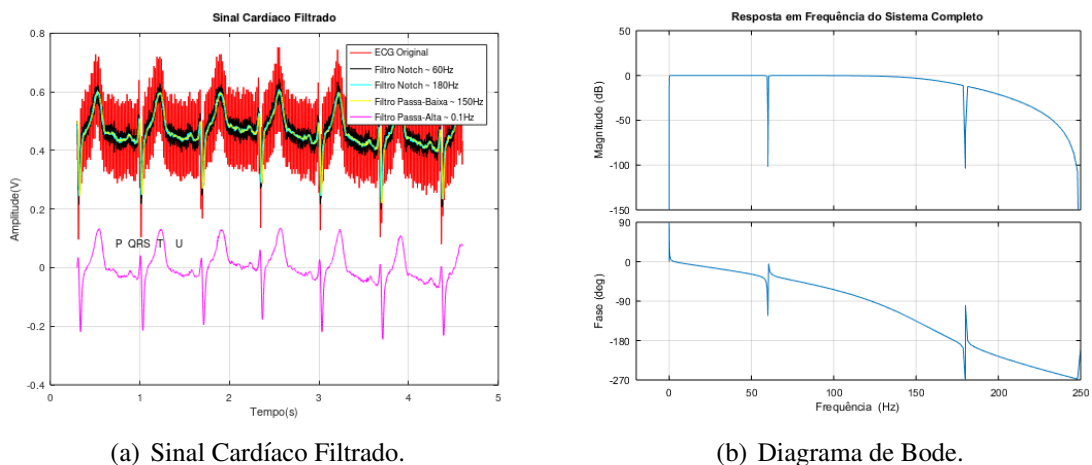 Sinal Cardíaco Filtrado
0.8
0.6
0.4
0.2
0
-0.2
-0.4
Amplitude(V)
ECG Original
Filtro Notch ~ 60Hz
Filtro Notch ~ 180Hz
Filtro Passa-Baixa ~ 150Hz
Filtro Passa-Alta ~ 0.1Hz
P QRS T U
0 1 2 3 4 5
Tempo(s)
(a) Sinal Cardíaco Filtrado.
Resposta em Frequência do Sistema Completo
50
0
-50
-100
-150
Magnitude (dB)
90
0
-90
-180
-270
Fase (deg
0 50 100 150 200 250
Frequência (Hz)
(b) Diagrama de Bode.